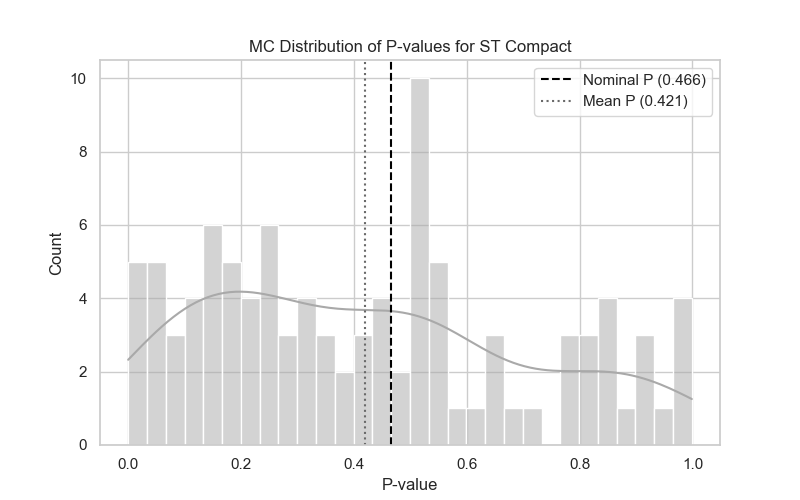 MC Distribution of P-values for ST Compact
Nominal P (0.466)
Mean P (0.421)
10
8
6
4
2
0
Count
0.0 0.2 0.4 0.6 0.8 1.0
P-value